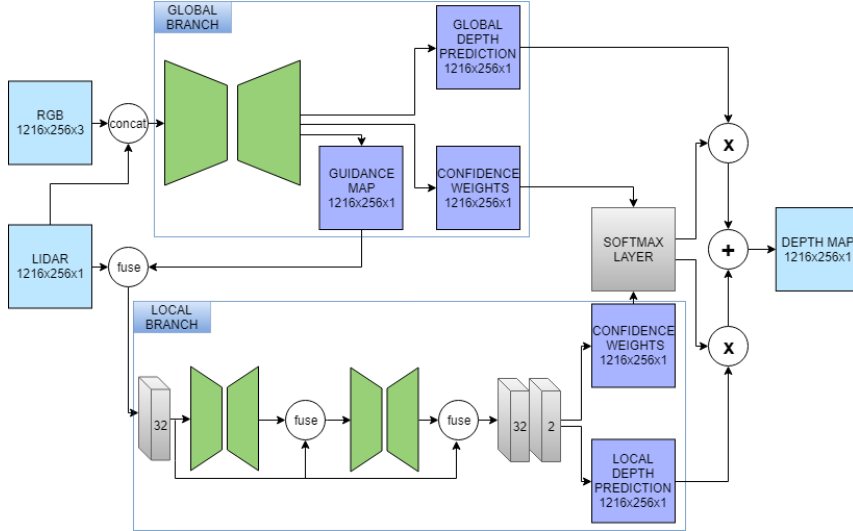 GLOBAL
BRANCH
GLOBAL
DEPTH
PREDICTION
1216x256x1
RGB
1216x256x3
concat
GUIDANCE
MAP
1216x256x1
CONFIDENCE
WEIGHTS
1216x256x1
x
LIDAR
1216x256x1
fuse
SOFTMAX
LAYER
+
DEPTH MAP
1216x256x1
LOCAL
BRANCH
CONFIDENCE
WEIGHTS
1216x256x1
x
32
fuse
fuse
32
2
LOCAL
DEPTH
PREDICTION
1216x256x1